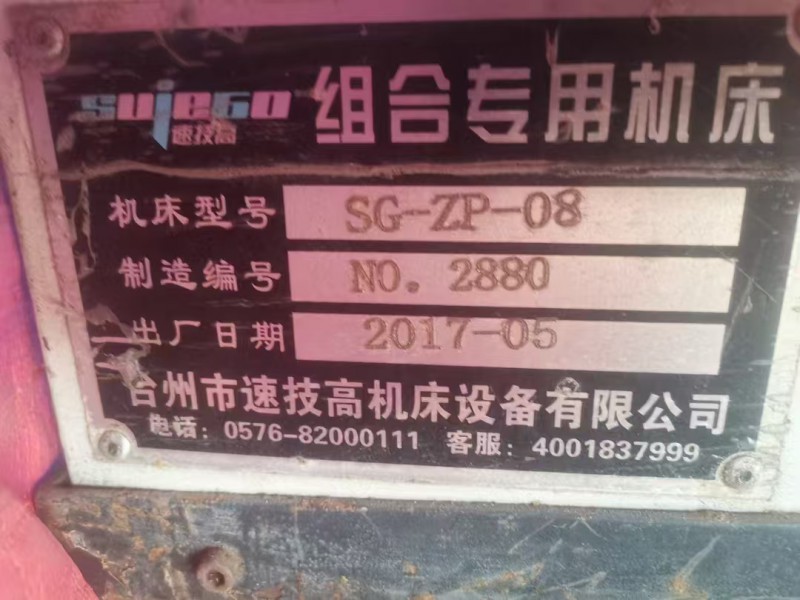 sujego 速技高 组合专用机床
机床型号 SG-ZP-08
制造编号 NO. 2880
出厂日期 2017-05
台州市速技高机床设备有限公司
电话：0576-82000111 客服：4001837999